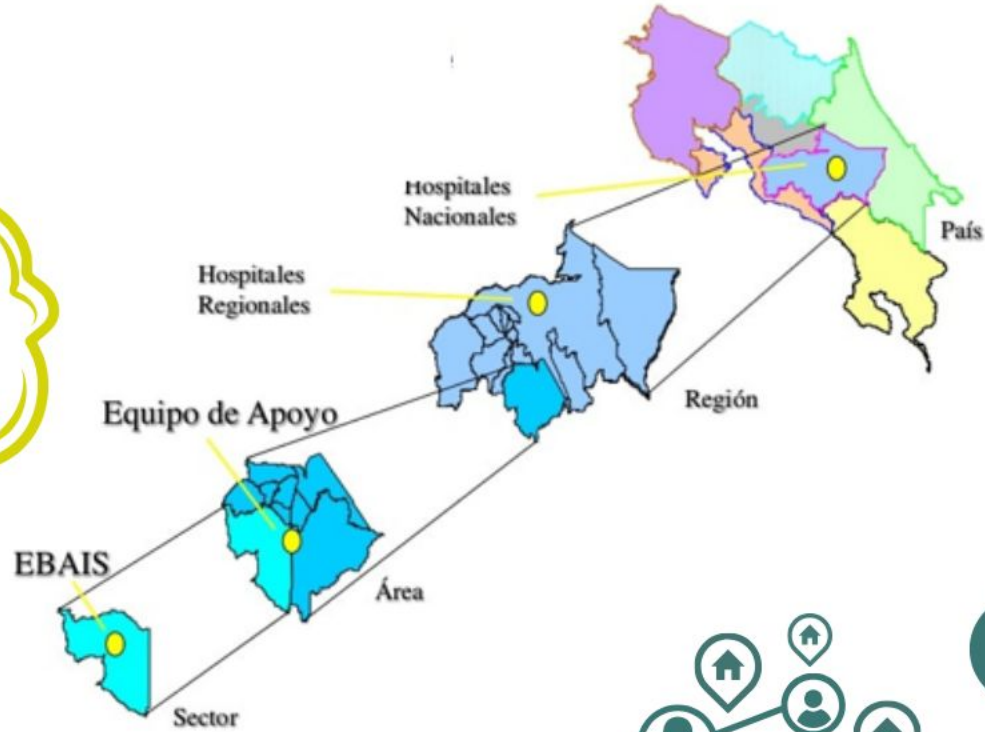 Hospitales
Nacionales
País
Hospitales
Regionales
Región
Equipo de Apoyo
Área
EBAIS
Sector